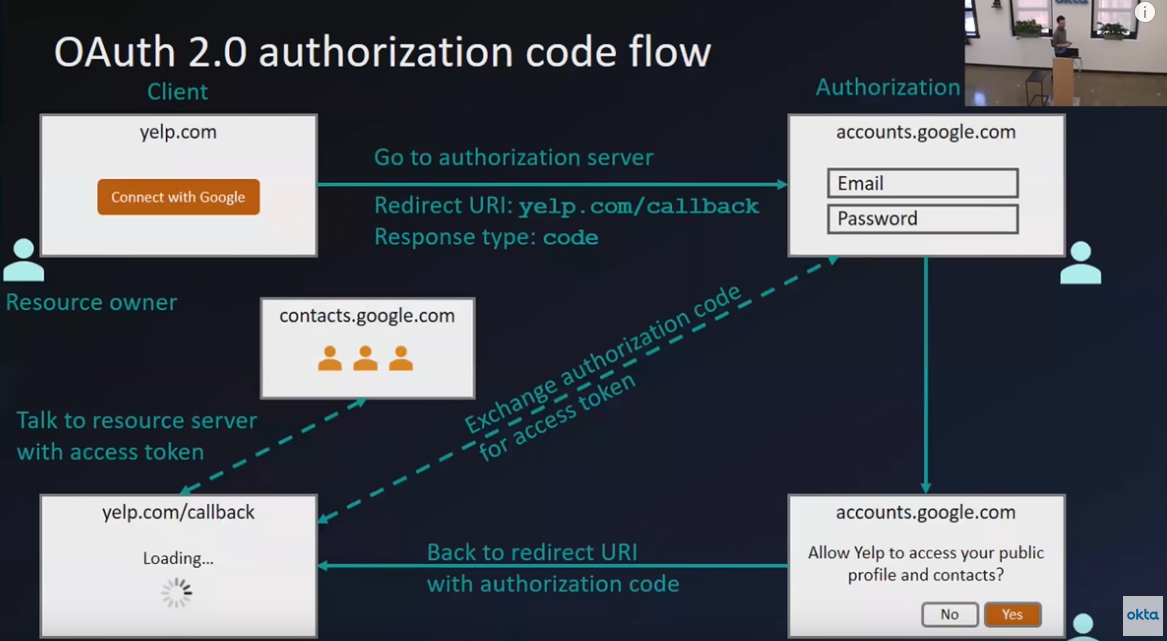 OAuth 2.0 authorization code flow
okta
Client
Authorization
yelp.com
Connect with Google
Go to authorization server
Redirect URI: yelp.com/callback
Response type: code
accounts.google.com
Email
Password
Resource owner
contacts.google.com
Exchange authorization code
for access token
Talk to resource server
with access token
yelp.com/callback
Loading...
Back to redirect URI
with authorization code
accounts.google.com
Allow Yelp to access your public
profile and contacts?
No
Yes
okta